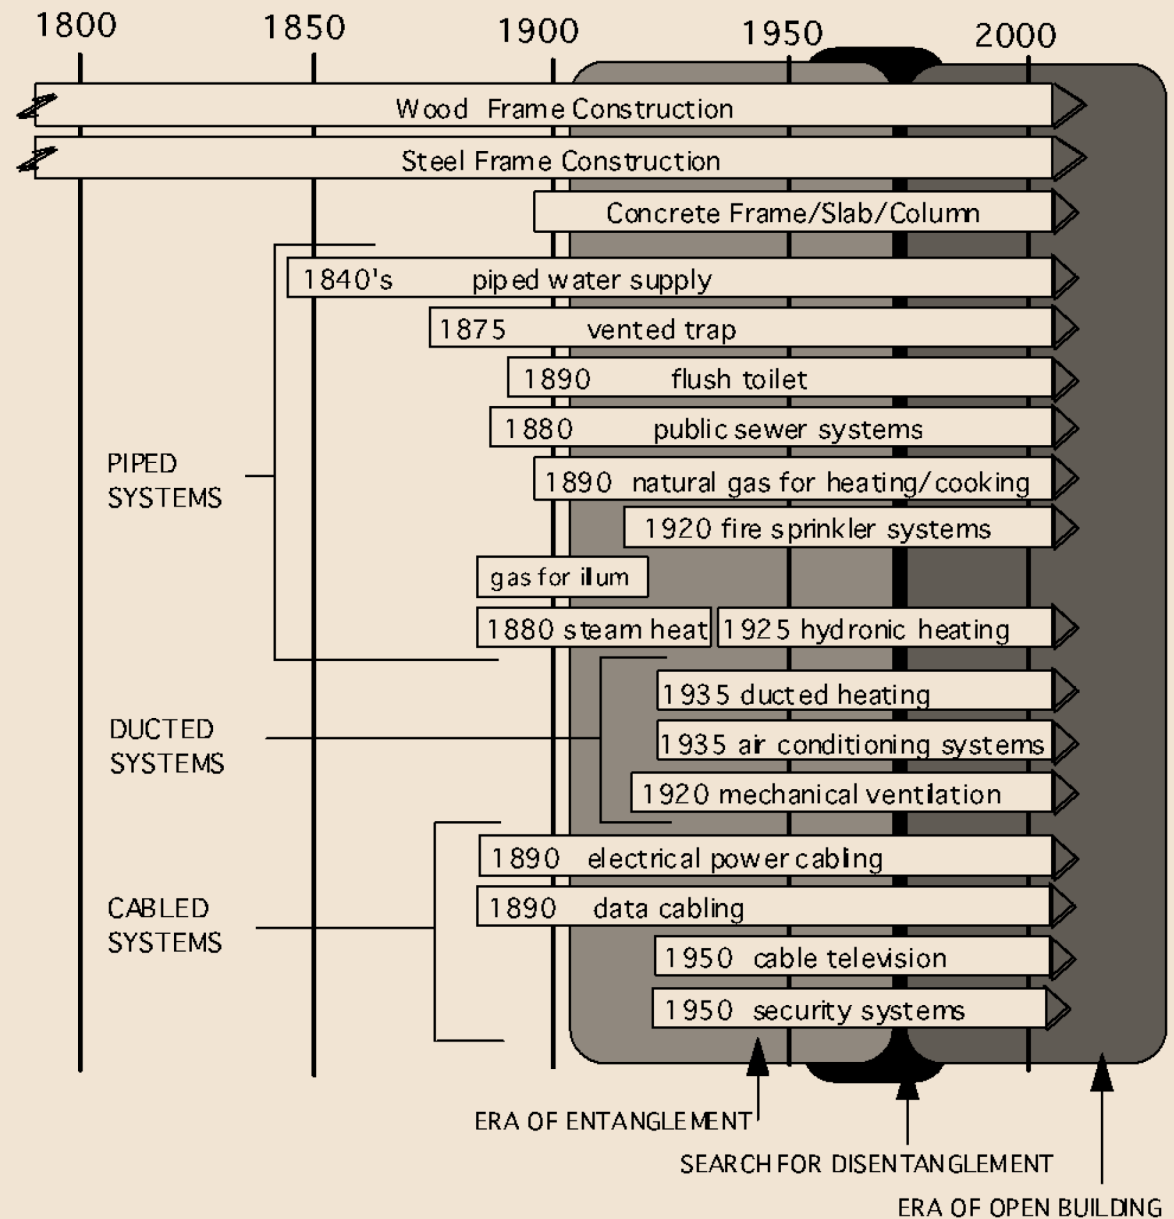 1800 1850 1900 1950 2000
Wood Frame Construction
Steel Frame Construction
Concrete Frame/Slab/Column
1840's piped water supply
1875 vented trap
1890 flush toilet
1880 public sewer systems
PIPED
SYSTEMS
1890 natural gas for heating/cooking
1920 fire sprinkler systems
gas for illum
1880 steam heat
1925 hydronic heating
1935 ducted heating
DUCTED
SYSTEMS
1935 air conditioning systems
1920 mechanical ventilation
1890 electrical power cabling
1890 data cabling
CABLED
SYSTEMS
1950 cable television
1950 security systems
ERA OF ENTANGLEMENT
SEARCH FOR DISENTANGLEMENT
ERA OF OPEN BUILDING